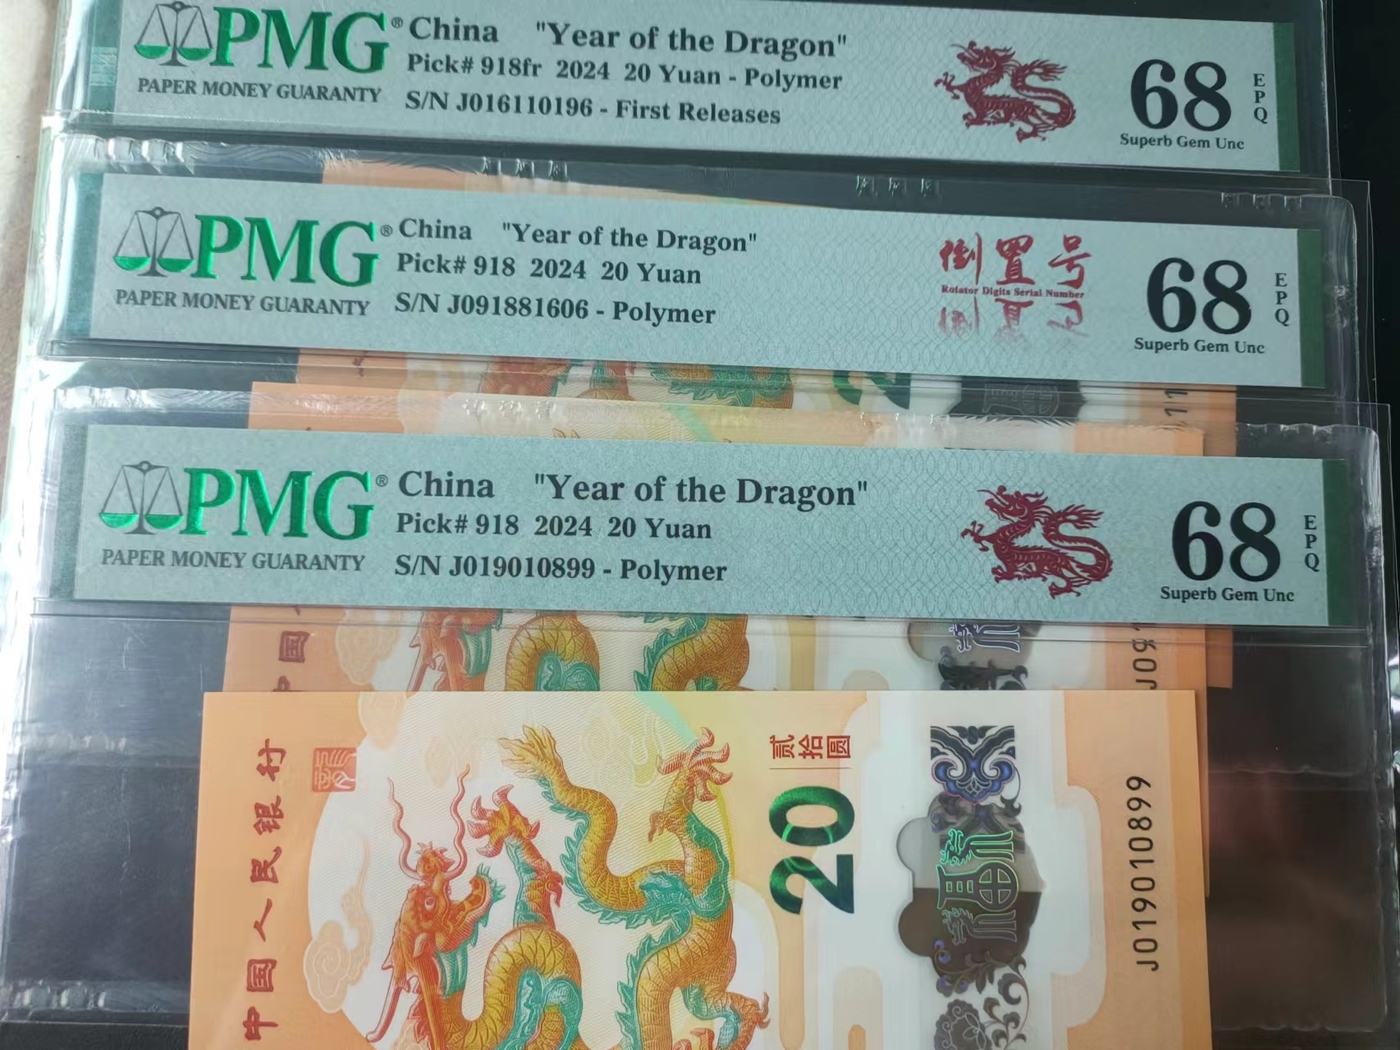 PMG® China "Year of the Dragon"
PAPER MONEY GUARANTY
Pick# 918fr 2024 20 Yuan - Polymer
S/N J016110196 - First Releases
68
EPQ
Superb Gem Unc
PMG® China "Year of the Dragon"
PAPER MONEY GUARANTY
Pick# 918 2024 20 Yuan
S/N J091881606 - Polymer
倒置号
Rotator Digits Serial Number
68
EPQ
Superb Gem Unc
PMG® China "Year of the Dragon"
PAPER MONEY GUARANTY
Pick# 918 2024 20 Yuan
S/N J019010899 - Polymer
68
EPQ
Superb Gem Unc
中国
J09
中国人民银行
贰拾圆
20
J019010899